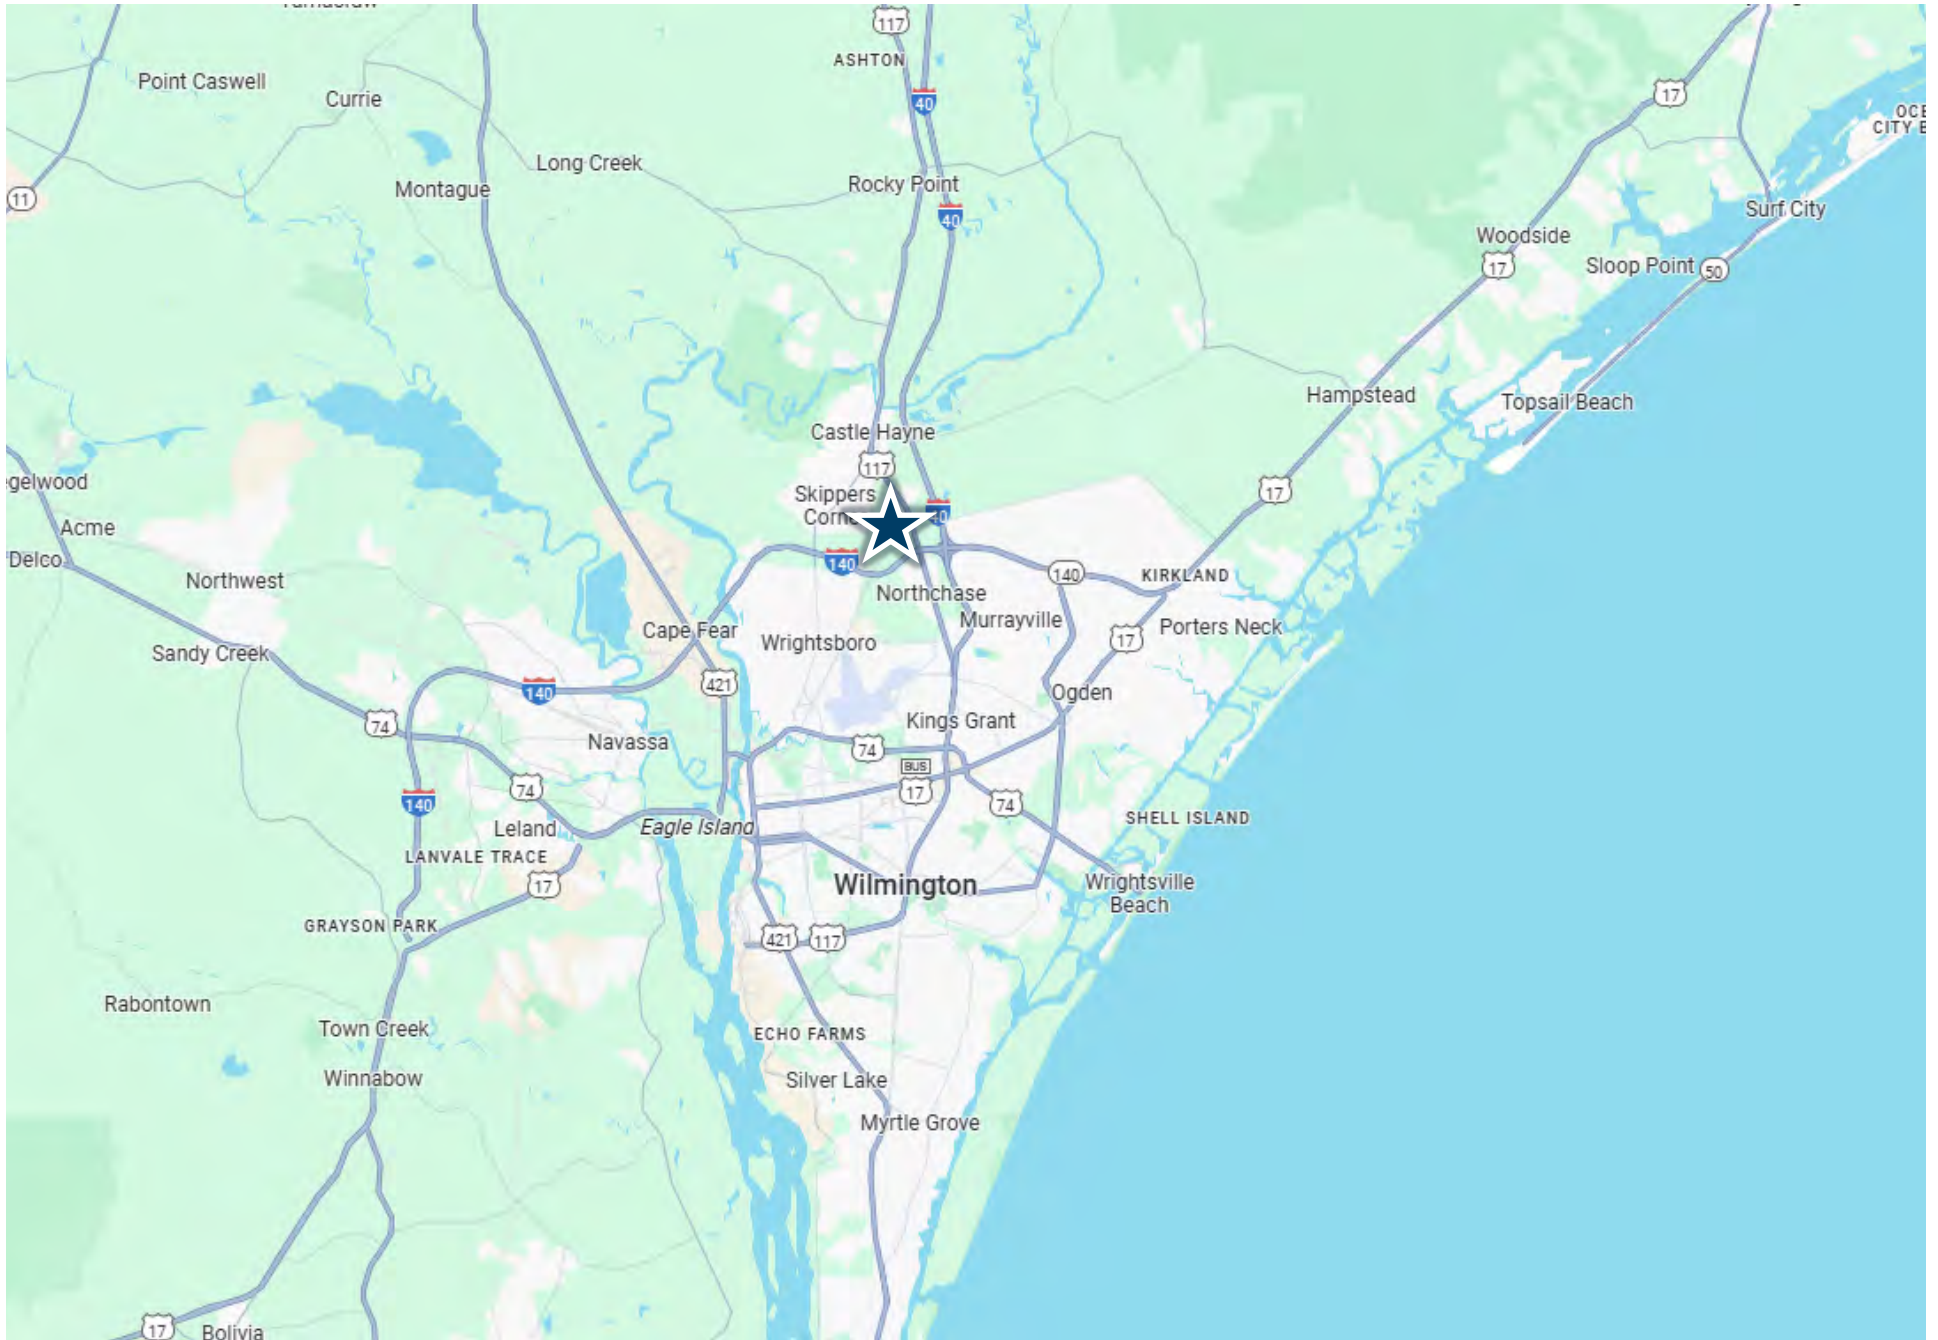 117
ASHTON
Point Caswell
Currie
40
17
Long Creek
Montague
Rocky Point
11
40
Surf City
Woodside
17
Sloop Point
50
Hampstead
Topsail Beach
Castle Hayne
117
17
Skippers
40
Acme
Delco
140
140
KIRKLAND
Northwest
Northchase
Murrayville
Cape Fear
Wrightsboro
17
Porters Neck
Sandy Creek
421
140
Ogden
74
Kings Grant
Navassa
74
BUS
17
74
74
140
SHELL ISLAND
Leland
Eagle Island
LANVALE TRACE
17
Wilmington
Wrightsville
Beach
GRAYSON PARK
421
117
Rabontown
Town Creek
ECHO FARMS
Winnabow
Silver Lake
Myrtle Grove
17
Bolivia